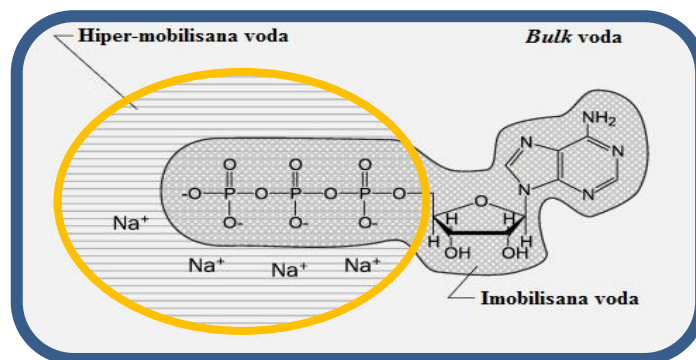 Hiper-mobilisana voda
Bulk voda
NH₂
N
N
N
N
O O O
-O P O P O P O
O- O- O-
O
H H
H H
OH OH
Na⁺
Na⁺ Na⁺ Na⁺
Imobilisana voda